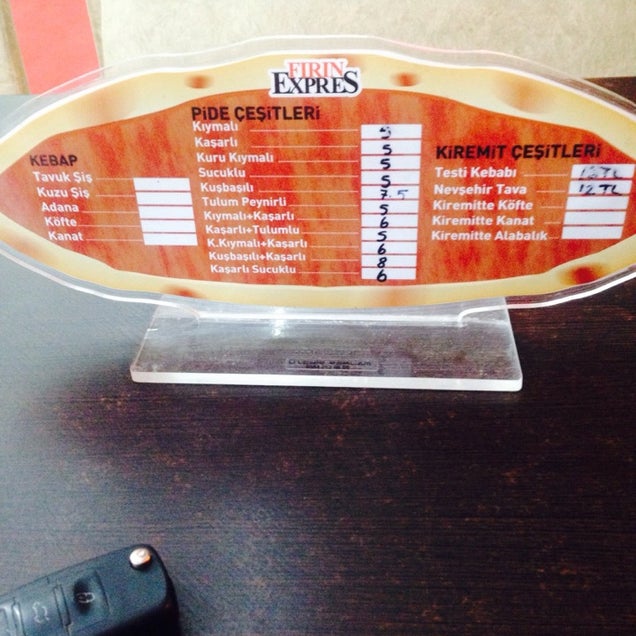 FIRIN
EXPRES
KEBAP
Tavuk Şiş
Kuzu Şiş
Adana
Köfte
Kanat
PİDE ÇEŞİTLERİ
Kıymalı
Kaşarlı 5
Kuru Kıymalı 5
Sucuklu 5
Kuşbaşılı 7.5
Tulum Peynirli 5
Kıymalı+Kaşarlı 6
Kaşarlı+Tulumlu 5
K.Kıymalı+Kaşarlı 6
Kuşbaşılı+Kaşarlı 8
Kaşarlı Sucuklu 6
KİREMİT ÇEŞİTLERİ
Testi Kebabı TL
Nevşehir Tava 12 TL
Kiremitte Köfte
Kiremitte Kanat
Kiremitte Alabalık